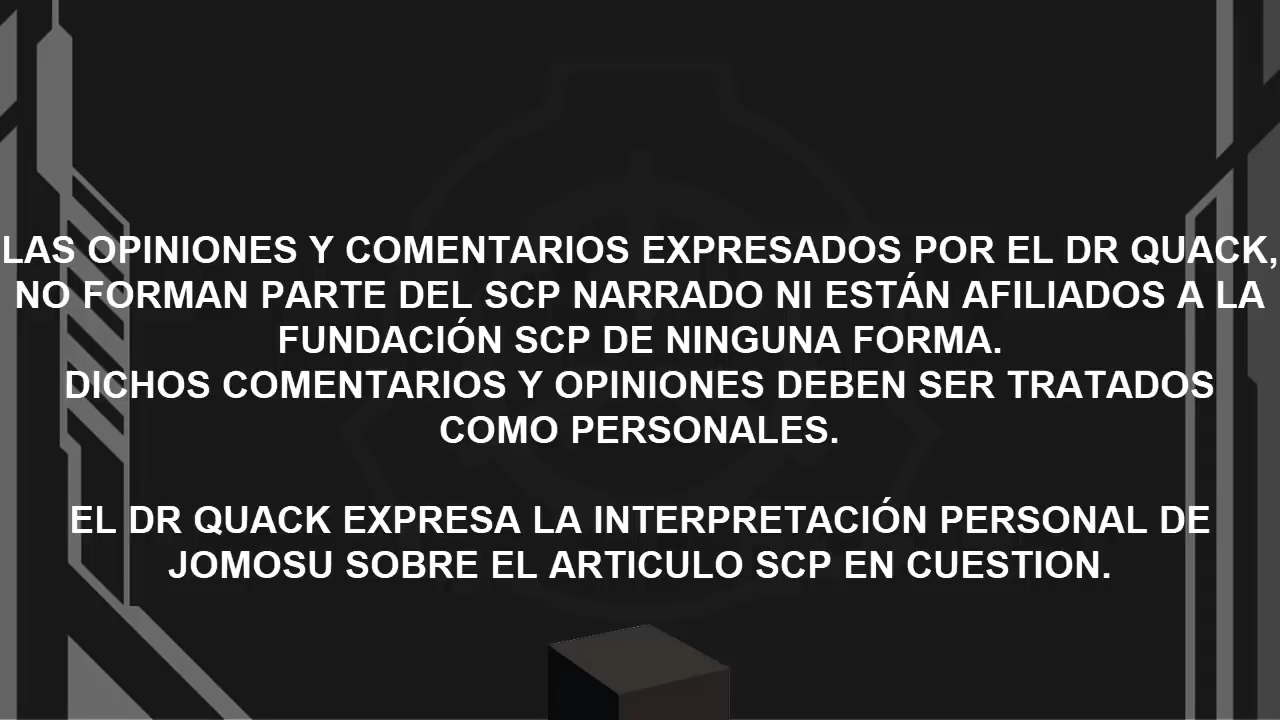 LAS OPINIONES Y COMENTARIOS EXPRESADOS POR EL DR QUACK,
NO FORMAN PARTE DEL SCP NARRADO NI ESTÁN AFILIADOS A LA
FUNDACIÓN SCP DE NINGUNA FORMA.
DICHOS COMENTARIOS Y OPINIONES DEBEN SER TRATADOS
COMO PERSONALES.
EL DR QUACK EXPRESA LA INTERPRETACIÓN PERSONAL DE
JOMOSU SOBRE EL ARTICULO SCP EN CUESTION.